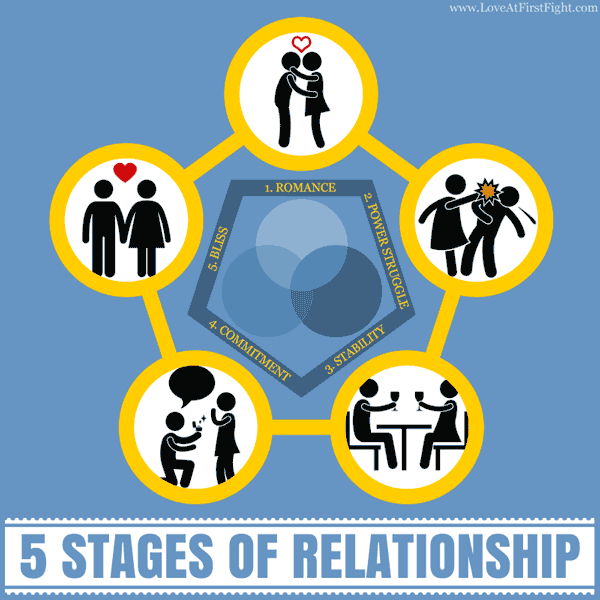 www.LoveAtFirstFight.com
1. ROMANCE
2. POWER STRUGGLE
3. STABILITY
4. COMMITMENT
5. BLISS
5 STAGES OF RELATIONSHIP